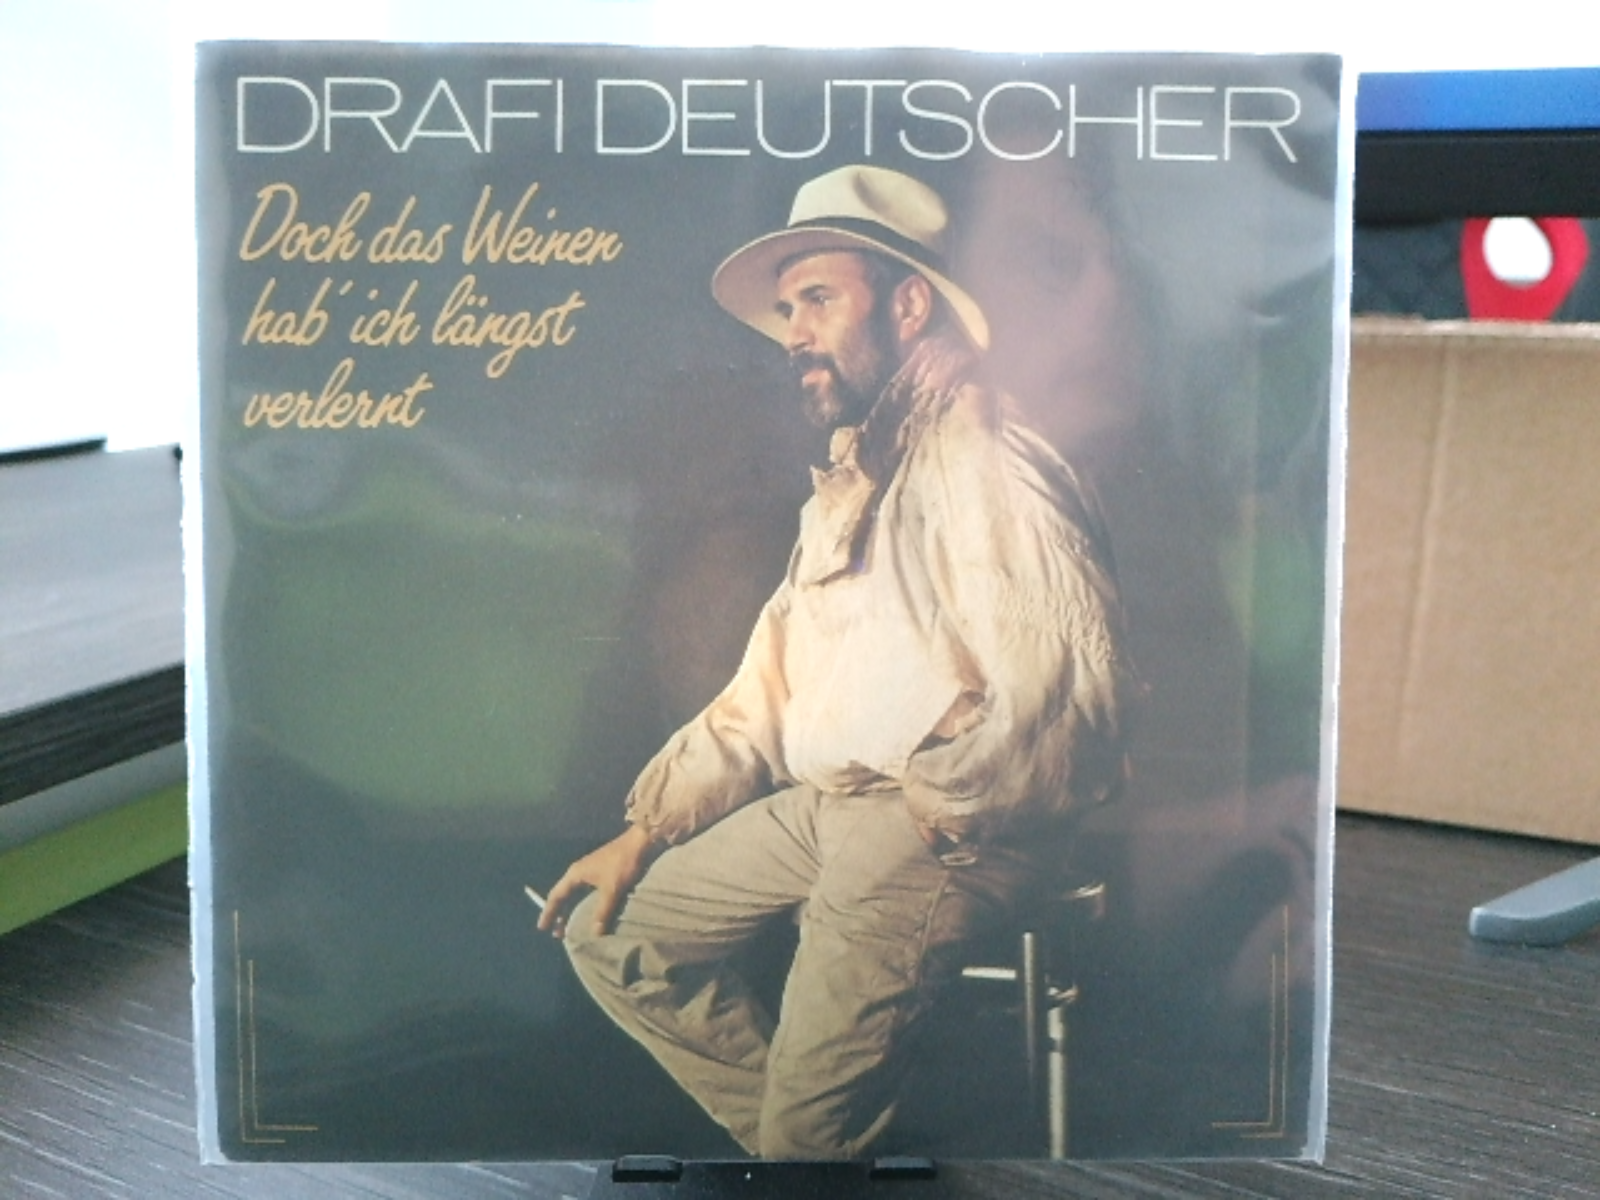 DRAFI DEUTSCHER
Doch das Weinen
hab' ich längst
verlernt